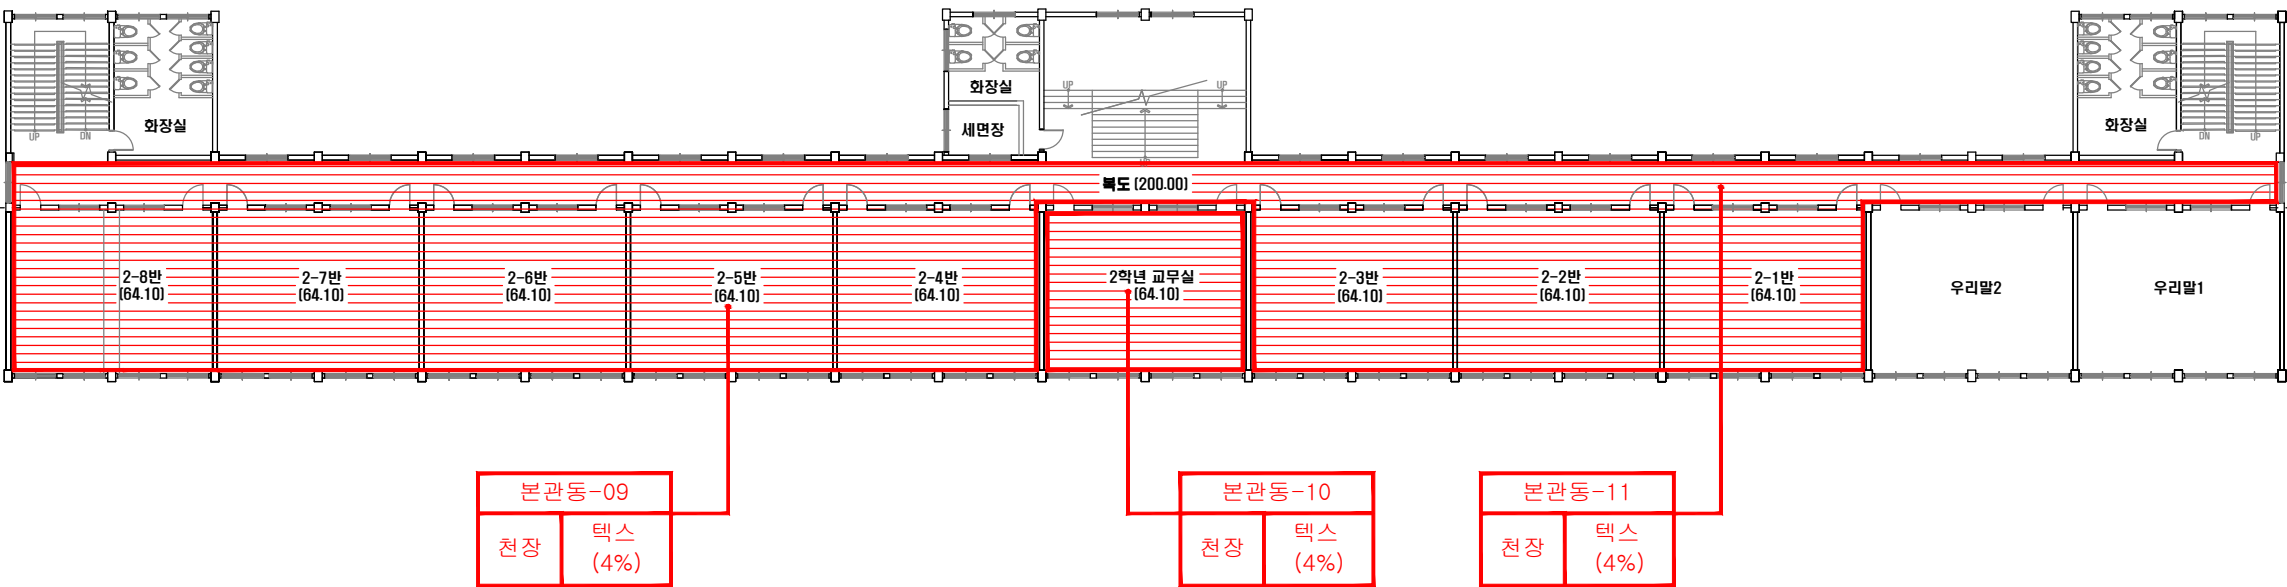 UP
DN
화장실
화장실
세면장
UP
UP
UP
화장실
DN
UP
복도 (200.00)
2-8반
(64.10)
2-7반
(64.10)
2-6반
(64.10)
2-5반
(64.10)
2-4반
(64.10)
2학년 교무실
(64.10)
2-3반
(64.10)
2-2반
(64.10)
2-1반
(64.10)
우리말2
우리말1
본관동-09
천장
텍스
(4%)
본관동-10
천장
텍스
(4%)
본관동-11
천장
텍스
(4%)